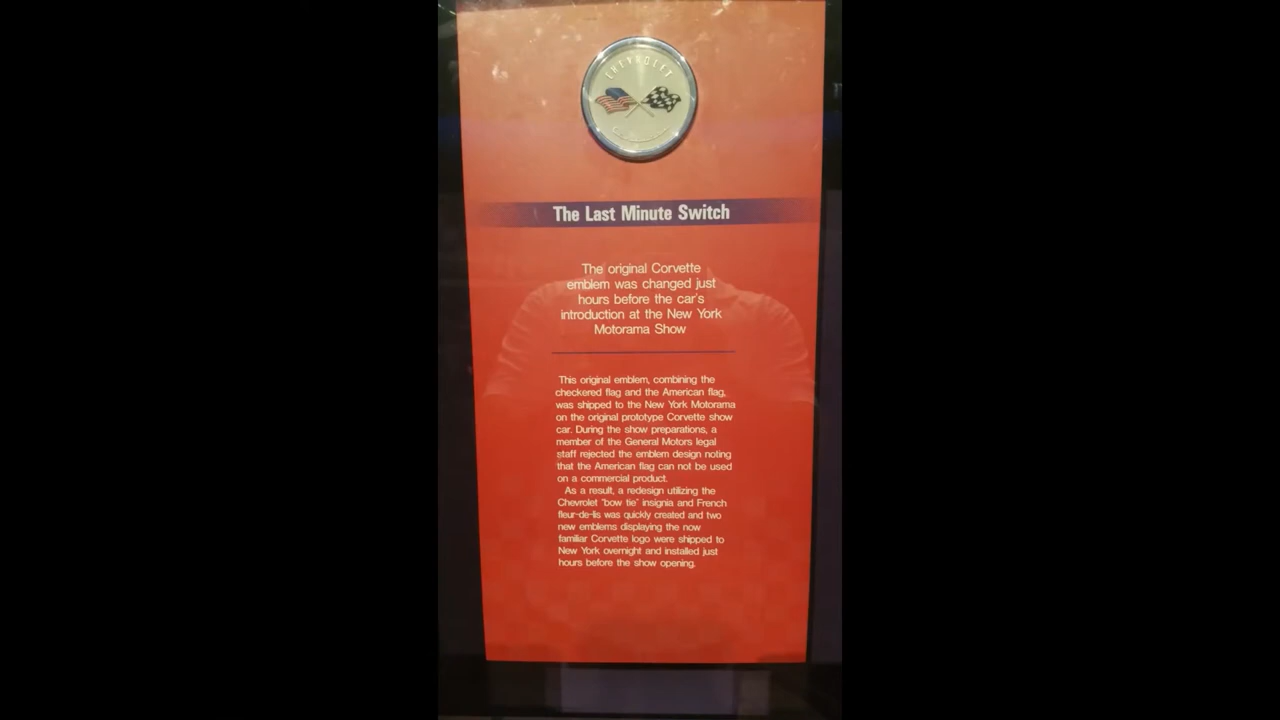 CHEVROLET
The Last Minute Switch
The original Corvette
emblem was changed just
hours before the car's
introduction at the New York
Motorama Show
This original emblem, combining the
checkered flag and the American flag,
was shipped to the New York Motorama
on the original prototype Corvette show
car. During the show preparations, a
member of the General Motors legal
staff rejected the emblem design noting
that the American flag can not be used
on a commercial product.
As a result, a redesign utilizing the
Chevrolet "bow tie" insignia and French
fleur-de-lis was quickly created and two
new emblems displaying the now
familiar Corvette logo were shipped to
New York overnight and installed just
hours before the show opening.